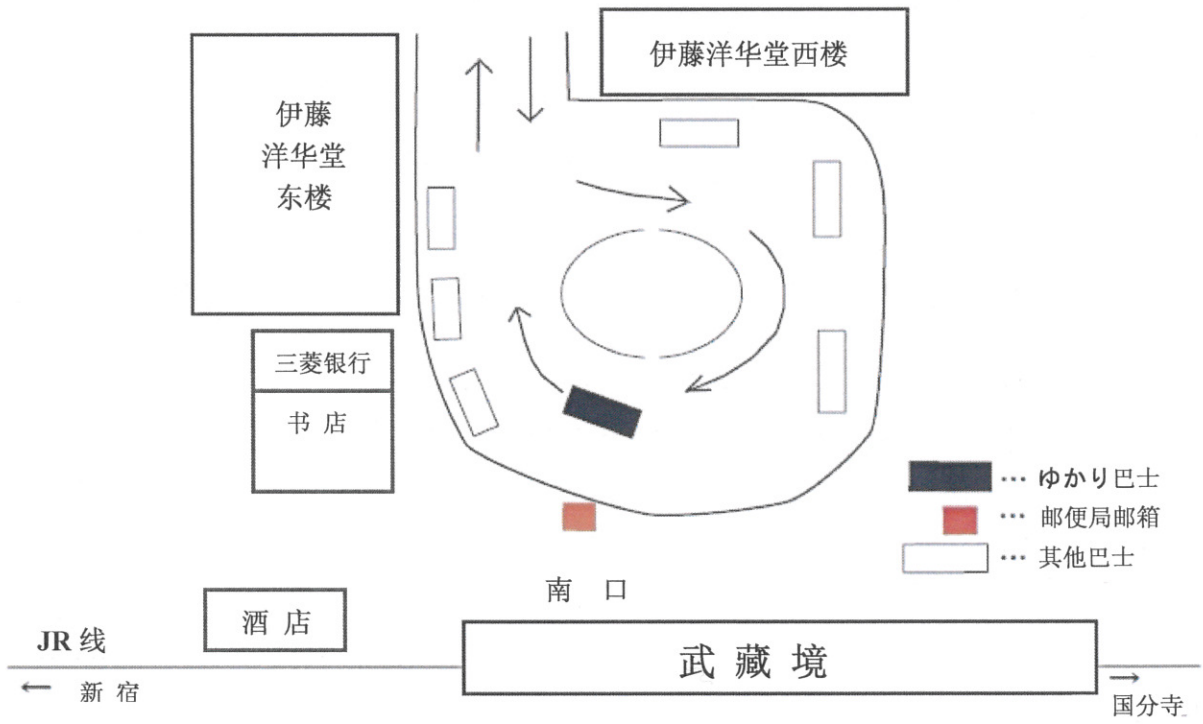 伊藤洋华堂西楼
伊藤
洋华堂
东楼
三菱银行
书 店
… ゆかり巴士
… 邮便局邮箱
… 其他巴士
南 口
酒 店
JR 线
武 藏 境
← 新 宿
→
国分寺